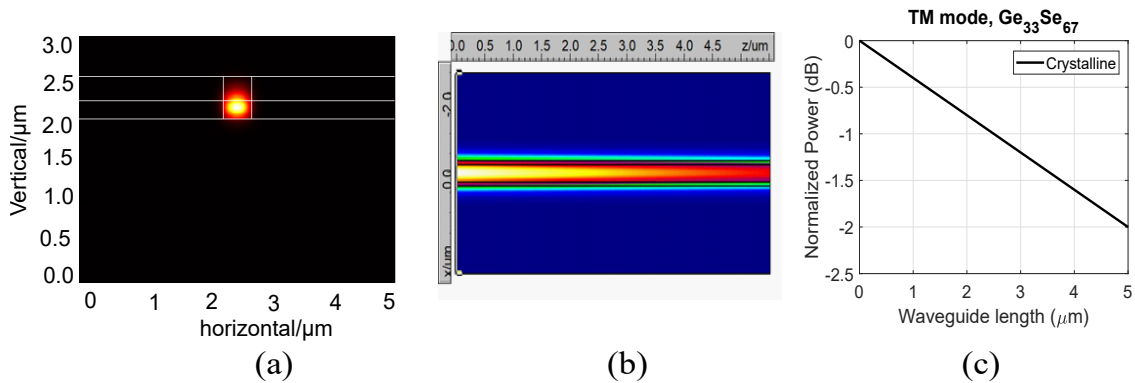 3.0
2.5
2.0
1.5
1.0
0.5
0.0
Vertical/μm
0 1 2 3 4 5
horizontal/μm
(a)
0.0 0.5 1.0 1.5 2.0 2.5 3.0 3.5 4.0 4.5 z/um
-2.0
0.0
x/um
(b)
TM mode, Ge33Se67
Crystalline
0
-0.5
-1
-1.5
-2
-2.5
Normalized Power (dB)
0 1 2 3 4 5
Waveguide length (μm)
(c)